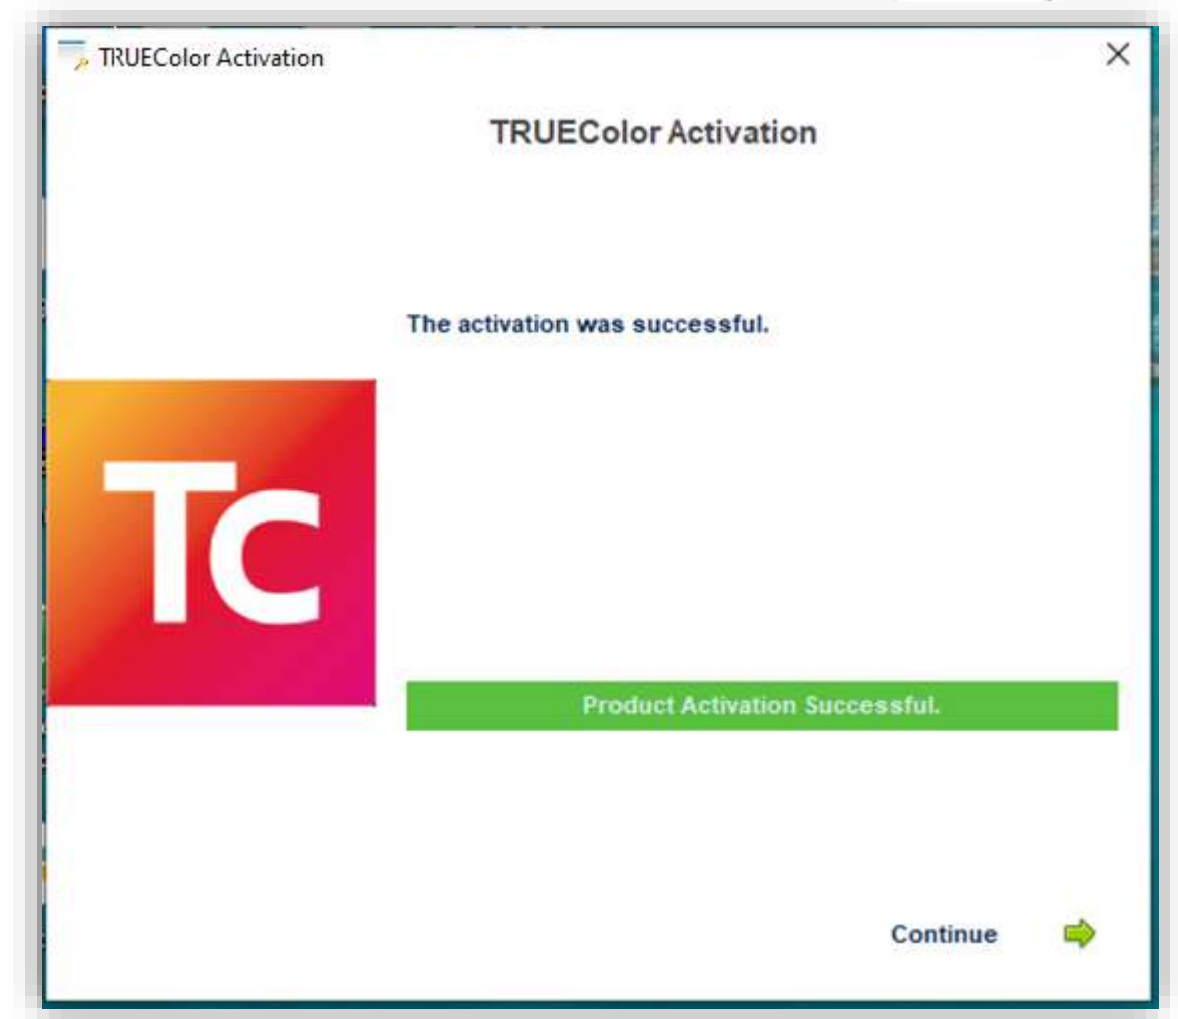 TRUEColor Activation
TRUEColor Activation
The activation was successful.
Tc
Product Activation Successful.
Continue